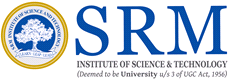 SRM
INSTITUTE OF SCIENCE & TECHNOLOGY
(Deemed to be University u/s 3 of UGC Act, 1956)